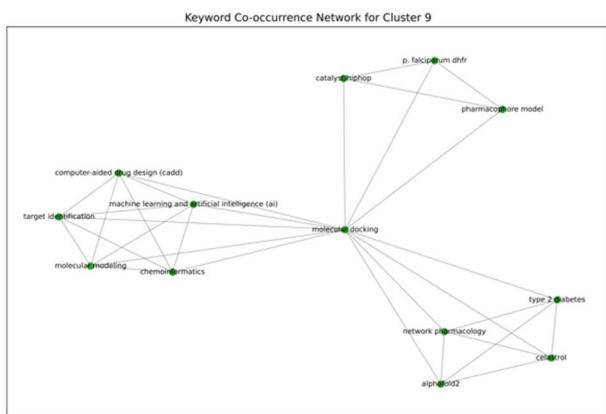 Keyword Co-occurrence Network for Cluster 9
p. falciparum dhfr
catalyst/hiphop
pharmacophore model
computer-aided drug design (cadd)
machine learning and artificial intelligence (ai)
target identification
molecular docking
molecular modeling
chemoinformatics
type 2 diabetes
network pharmacology
celastrol
alphafold2